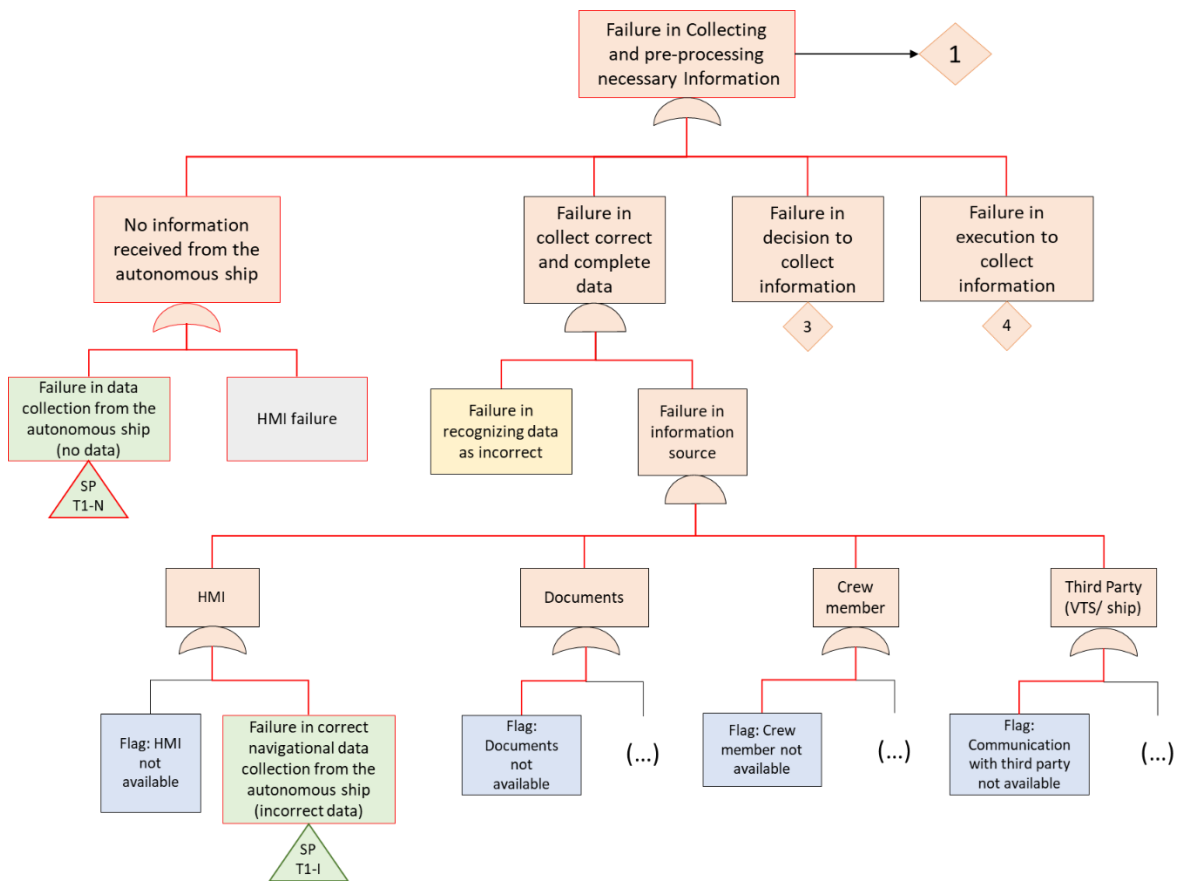 Failure in Collecting
and pre-processing
necessary Information
1
No information
received from the
autonomous ship
Failure in
collect correct
and complete
data
Failure in
decision to
collect
information
Failure in
execution to
collect
information
3
4
Failure in data
collection from the
autonomous ship
(no data)
HMI failure
Failure in
recognizing data
as incorrect
Failure in
information
source
SP
T1-N
HMI
Documents
Crew
member
Third Party
(VTS/ ship)
Flag: HMI
not
available
Failure in correct
navigational data
collection from the
autonomous ship
(incorrect data)
Flag:
Documents
not
available
(...)
Flag: Crew
member not
available
(...)
Flag:
Communication
with third party
not available
(...)
SP
T1-I